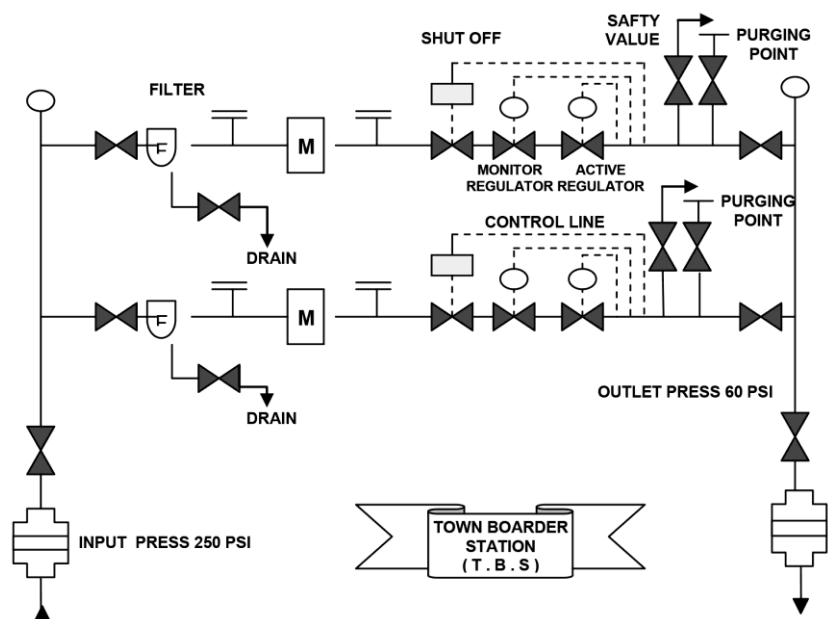 SAFTY
VALUE
PURGING
POINT
SHUT OFF
FILTER
F
M
MONITOR
REGULATOR
ACTIVE
REGULATOR
DRAIN
PURGING
POINT
CONTROL LINE
F
M
DRAIN
OUTLET PRESS 60 PSI
INPUT PRESS 250 PSI
TOWN BOARDER
STATION
( T . B . S )